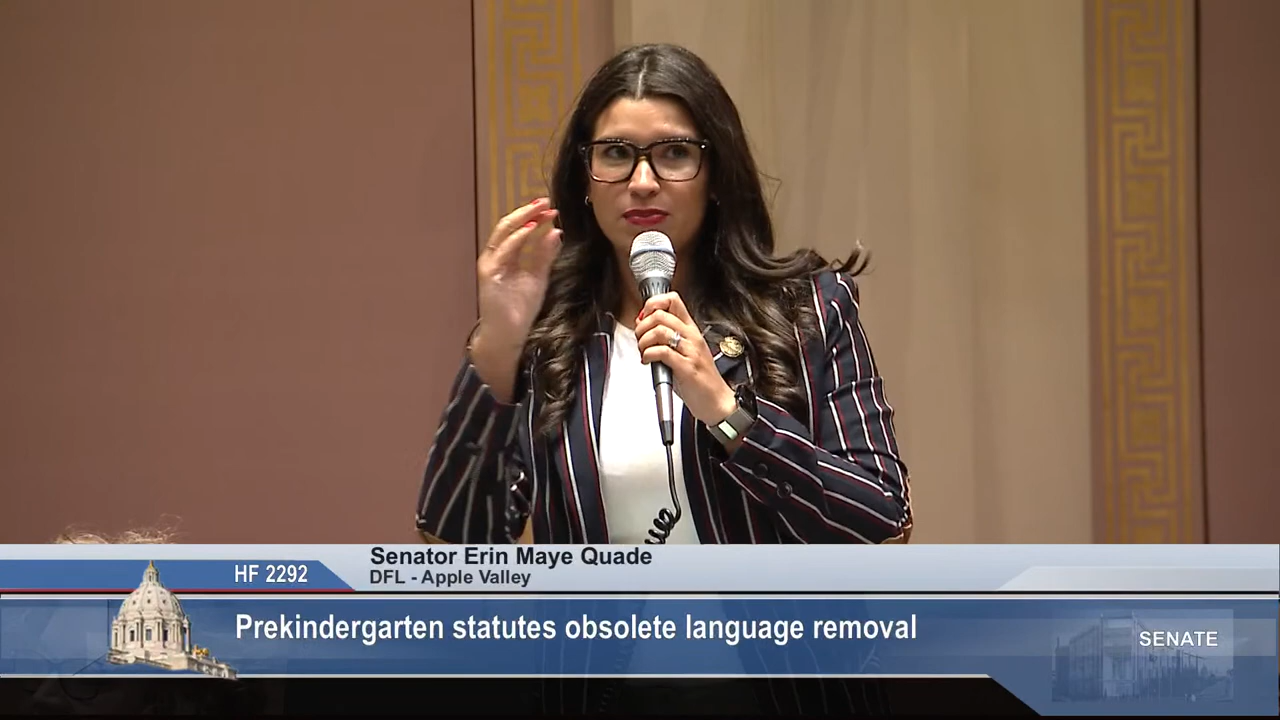 Senator Erin Maye Quade
HF 2292
DFL - Apple Valley
Prekindergarten statutes obsolete language removal
SENATE